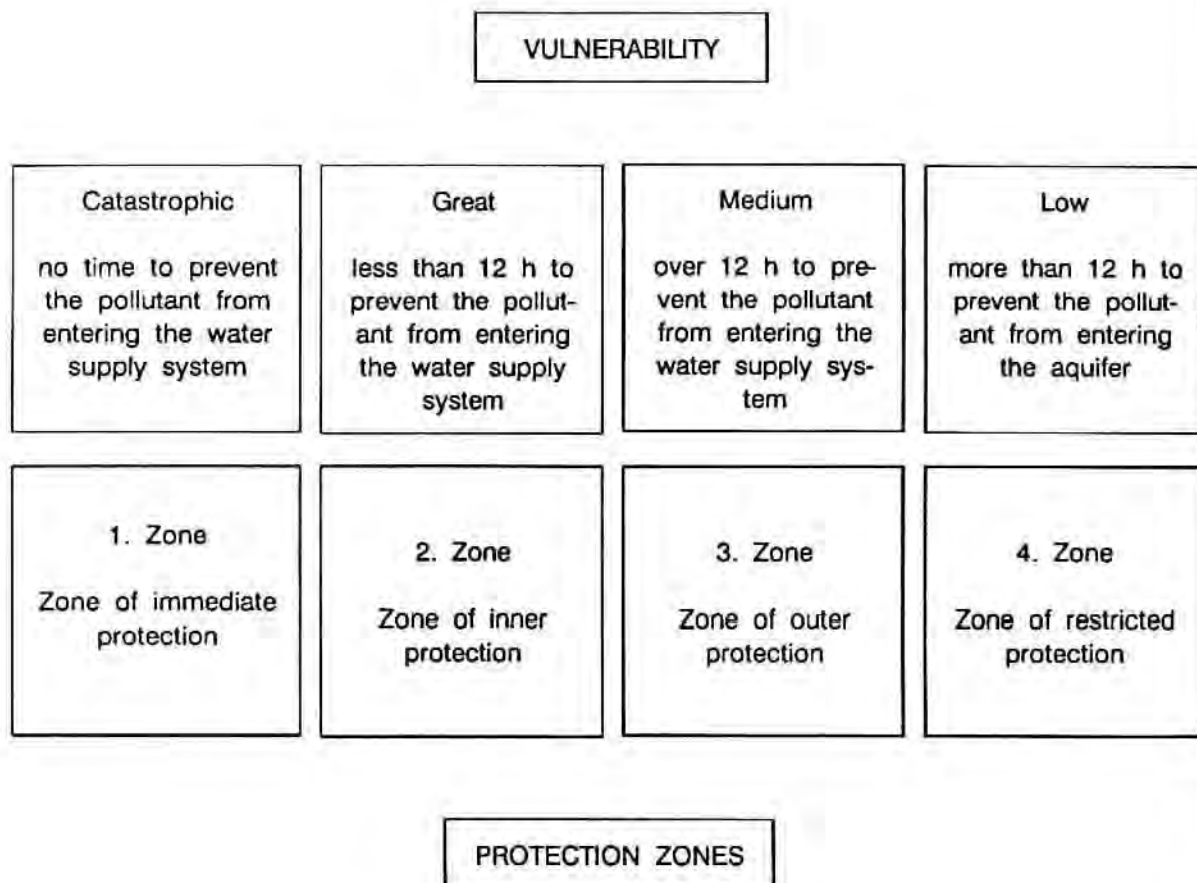 VULNERABILITY
Catastrophic
no time to prevent
the pollutant from
entering the water
supply system
Great
less than 12 h to
prevent the pollut-
ant from entering
the water supply
system
Medium
over 12 h to pre-
vent the pollutant
from entering the
water supply sys-
tem
Low
more than 12 h to
prevent the pollut-
ant from entering
the aquifer
1. Zone
Zone of immediate
protection
2. Zone
Zone of inner
protection
3. Zone
Zone of outer
protection
4. Zone
Zone of restricted
protection
PROTECTION ZONES